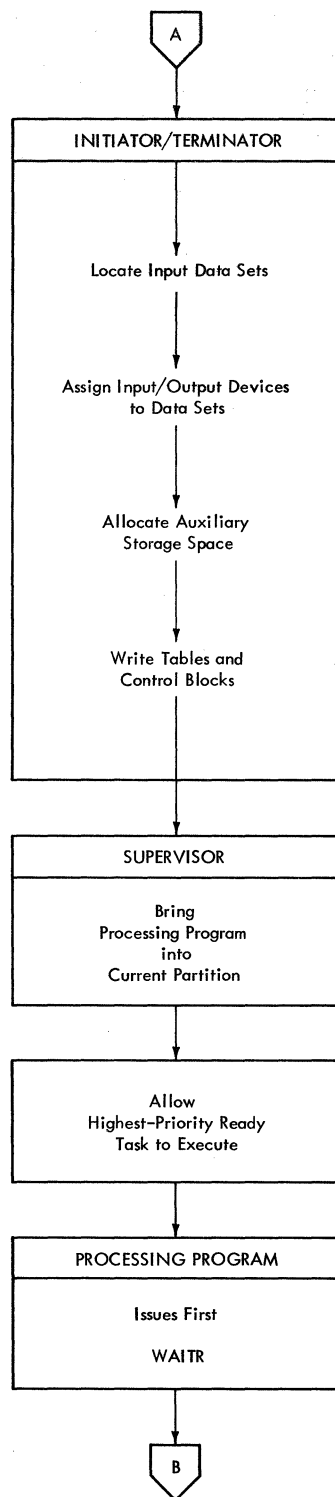 A
INITIATOR/TERMINATOR
Locate Input Data Sets
Assign Input/Output Devices
to Data Sets
Allocate Auxiliary
Storage Space
Write Tables and
Control Blocks
SUPERVISOR
Bring
Processing Program
into
Current Partition
Allow
Highest-Priority Ready
Task to Execute
PROCESSING PROGRAM
Issues First
WAITR
B